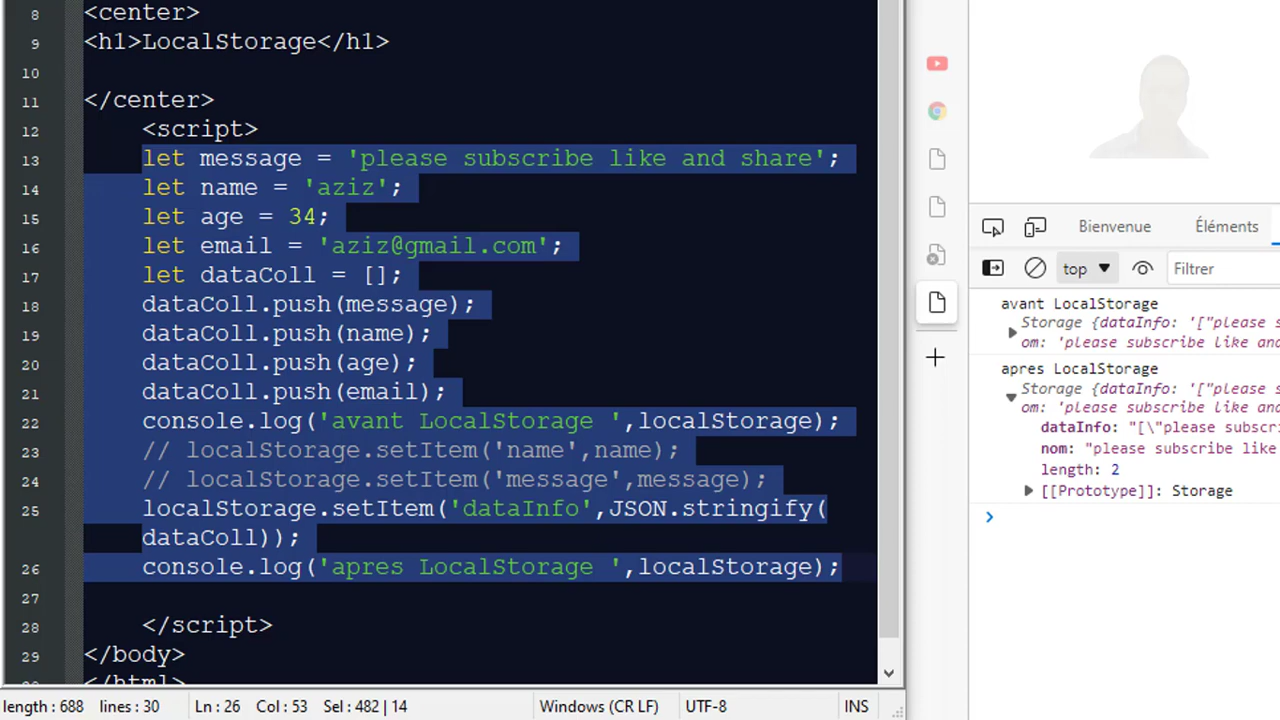 8 <center>
9 <h1>LocalStorage</h1>
10
11 </center>
12 <script>
13 let message = 'please subscribe like and share';
14 let name = 'aziz';
15 let age = 34;
16 let email = 'aziz@gmail.com';
17 let dataColl = [];
18 dataColl.push(message);
19 dataColl.push(name);
20 dataColl.push(age);
21 dataColl.push(email);
22 console.log('avant LocalStorage ',localStorage);
23 // localStorage.setItem('name',name);
24 // localStorage.setItem('message',message);
25 localStorage.setItem('dataInfo',JSON.stringify(
dataColl));
26 console.log('apres LocalStorage ',localStorage);
27
28 </script>
29 </body>
</html>
length : 688 lines : 30 Ln : 26 Col : 53 Sel : 482 | 14 Windows (CR LF) UTF-8 INS
Bienvenue Éléments
top Filtrer
avant LocalStorage
Storage {dataInfo: '["please s
om: 'please subscribe like an
apres LocalStorage
Storage {dataInfo: '["please s
om: 'please subscribe like an
dataInfo: "[\"please subscr
nom: "please subscribe like
length: 2
[[Prototype]]: Storage